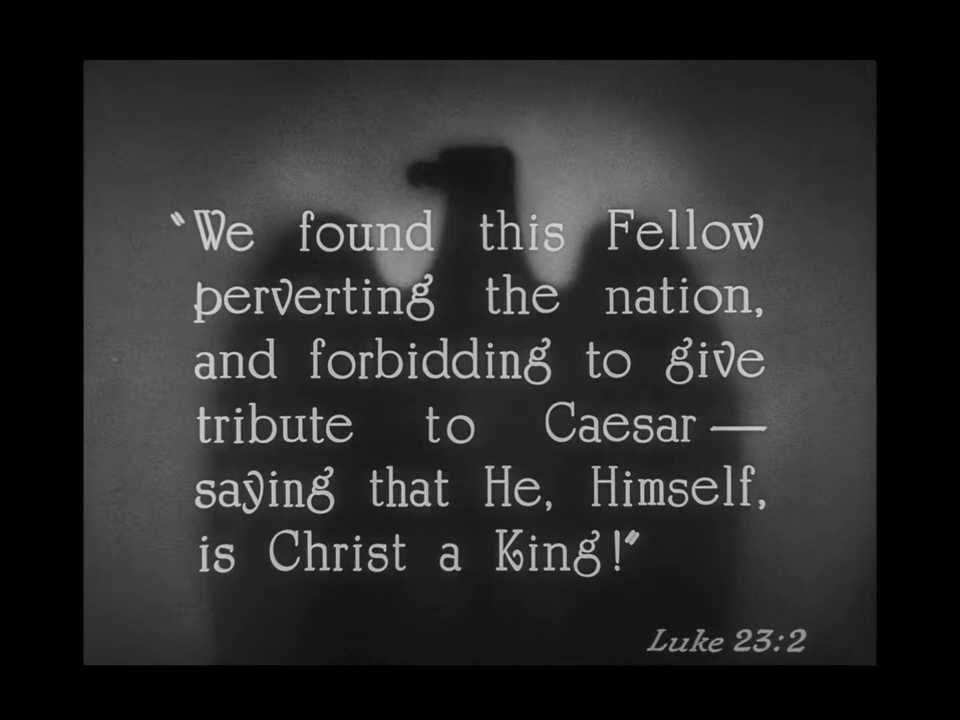 "We found this Fellow
perverting the nation,
and forbidding to give
tribute to Caesar —
saying that He, Himself,
is Christ a King!"
Luke 23:2